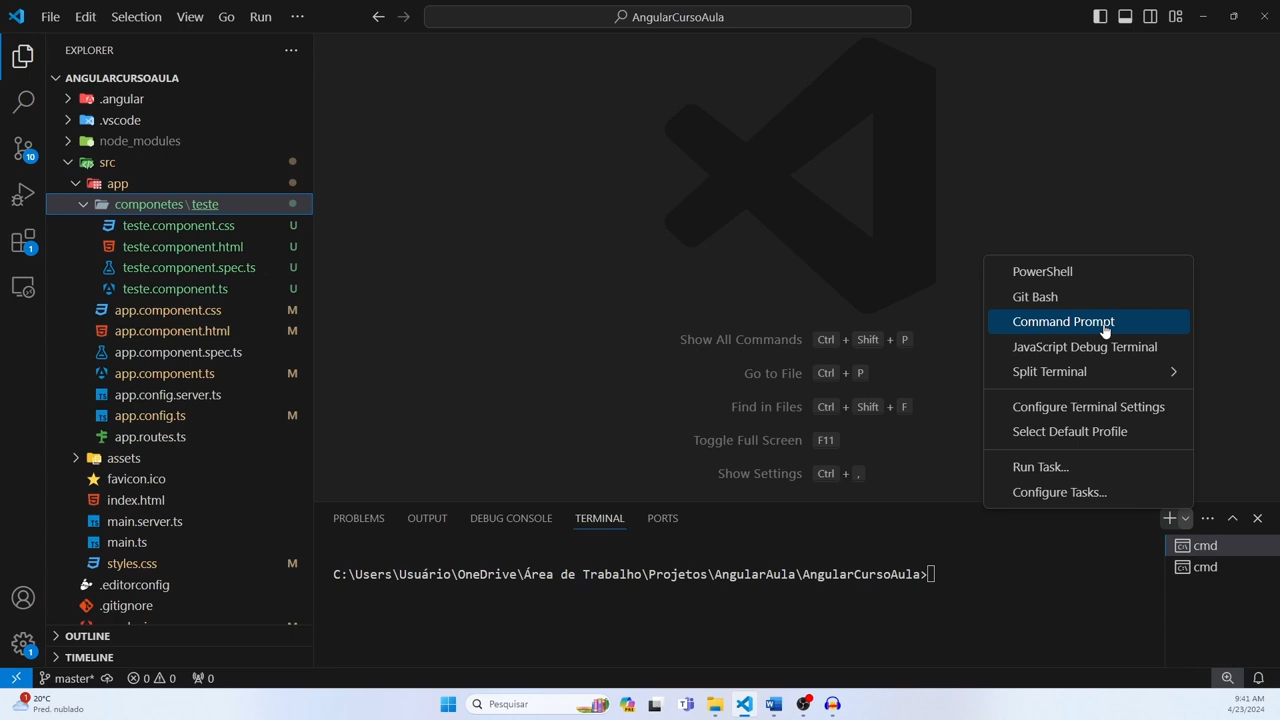 File Edit Selection View Go Run ···
AngularCursoAula
EXPLORER
ANGULARCURSOAULA
.angular
.vscode
node_modules
src
app
componetes \ teste
teste.component.css U
teste.component.html U
teste.component.spec.ts U
teste.component.ts U
app.component.css M
app.component.html M
app.component.spec.ts
app.component.ts M
app.config.server.ts
app.config.ts M
app.routes.ts
assets
favicon.ico
index.html
main.server.ts
main.ts
styles.css M
.editorconfig
.gitignore
OUTLINE
TIMELINE
10
1
1
Show All Commands Ctrl + Shift + P
Go to File Ctrl + P
Find in Files Ctrl + Shift + F
Toggle Full Screen F11
Show Settings Ctrl + ,
PowerShell
Git Bash
Command Prompt
JavaScript Debug Terminal
Split Terminal
Configure Terminal Settings
Select Default Profile
Run Task...
Configure Tasks...
PROBLEMS OUTPUT DEBUG CONSOLE TERMINAL PORTS
C:\Users\Usuário\OneDrive\Área de Trabalho\Projetos\AngularAula\AngularCursoAula>
cmd
cmd
master* 0 0 0
20°C
Pred. nublado
1
Pesquisar
9:41 AM
4/23/2024